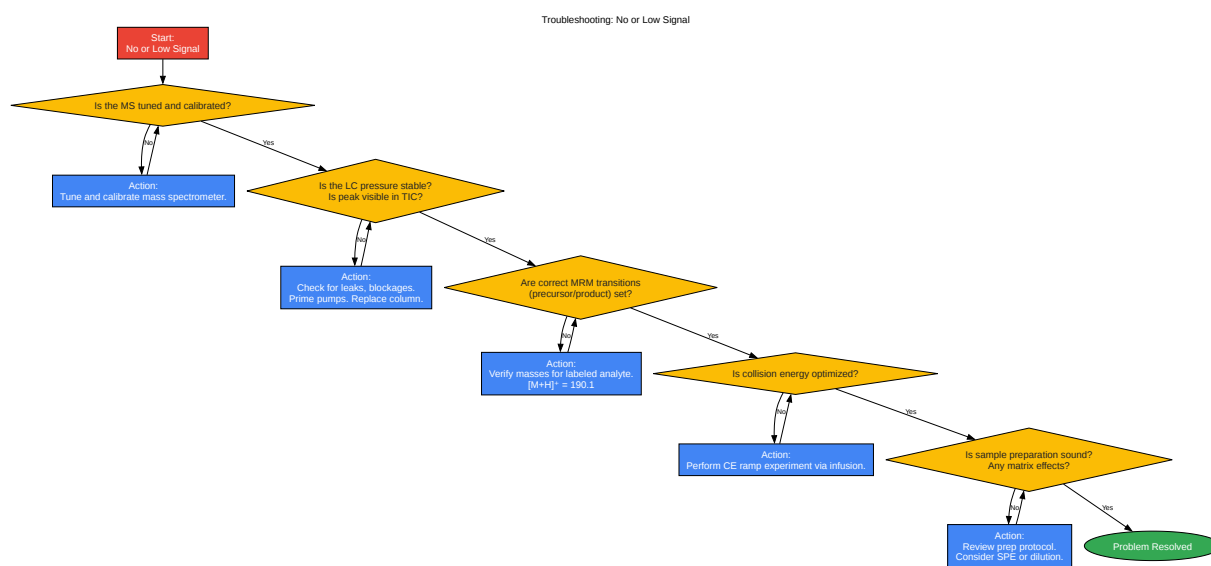 Troubleshooting: No or Low Signal
Start:
No or Low Signal
Is the MS tuned and calibrated?
No
Yes
Action:
Tune and calibrate mass spectrometer.
Is the LC pressure stable?
Is peak visible in TIC?
No
Yes
Action:
Check for leaks, blockages.
Prime pumps. Replace column.
Are correct MRM transitions
(precursor/product) set?
No
Yes
Action:
Verify masses for labeled analyte.
[M+H]⁺ = 190.1
Is collision energy optimized?
No
Yes
Action:
Perform CE ramp experiment via infusion.
Is sample preparation sound?
Any matrix effects?
No
Yes
Action:
Review prep protocol.
Consider SPE or dilution.
Problem Resolved